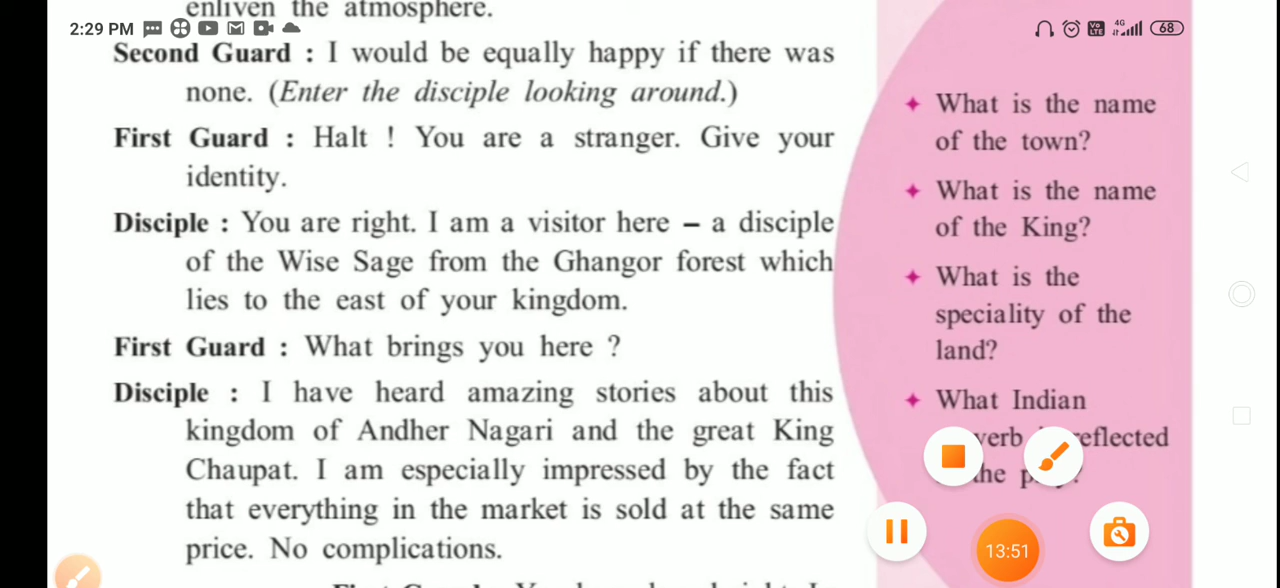 enliven the atmosphere.
2:29 PM
4G
Vo
LTE
68
Second Guard : I would be equally happy if there was
none. (Enter the disciple looking around.)
First Guard : Halt ! You are a stranger. Give your
identity.
Disciple : You are right. I am a visitor here – a disciple
of the Wise Sage from the Ghangor forest which
lies to the east of your kingdom.
First Guard : What brings you here ?
Disciple : I have heard amazing stories about this
kingdom of Andher Nagari and the great King
Chaupat. I am especially impressed by the fact
that everything in the market is sold at the same
price. No complications.
What is the name
of the town?
What is the name
of the King?
What is the
speciality of the
land?
What Indian
reflected
13:51